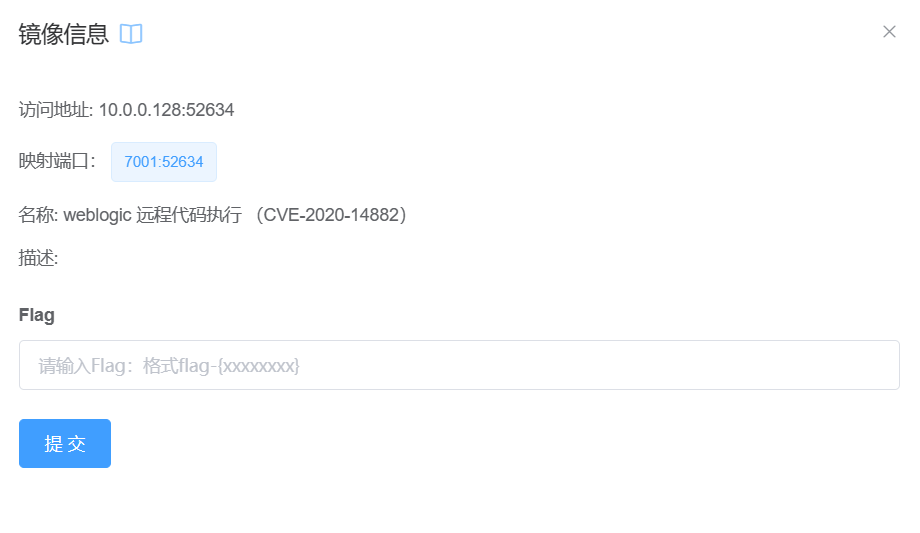 镜像信息
访问地址: 10.0.0.128:52634
映射端口： 7001:52634
名称: weblogic 远程代码执行 （CVE-2020-14882）
描述:
Flag
请输入Flag：格式flag-{xxxxxxxx}
提 交